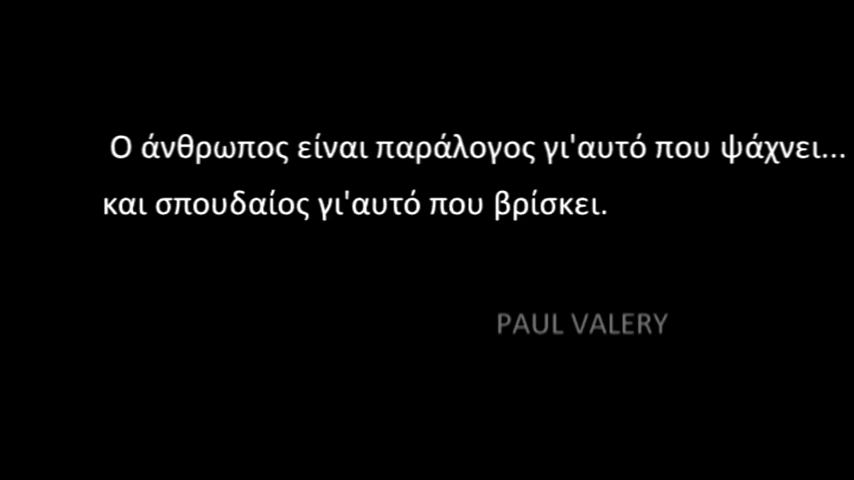 Ο άνθρωπος είναι παράλογος γι'αυτό που ψάχνει...
και σπουδαίος γι'αυτό που βρίσκει.
PAUL VALERY